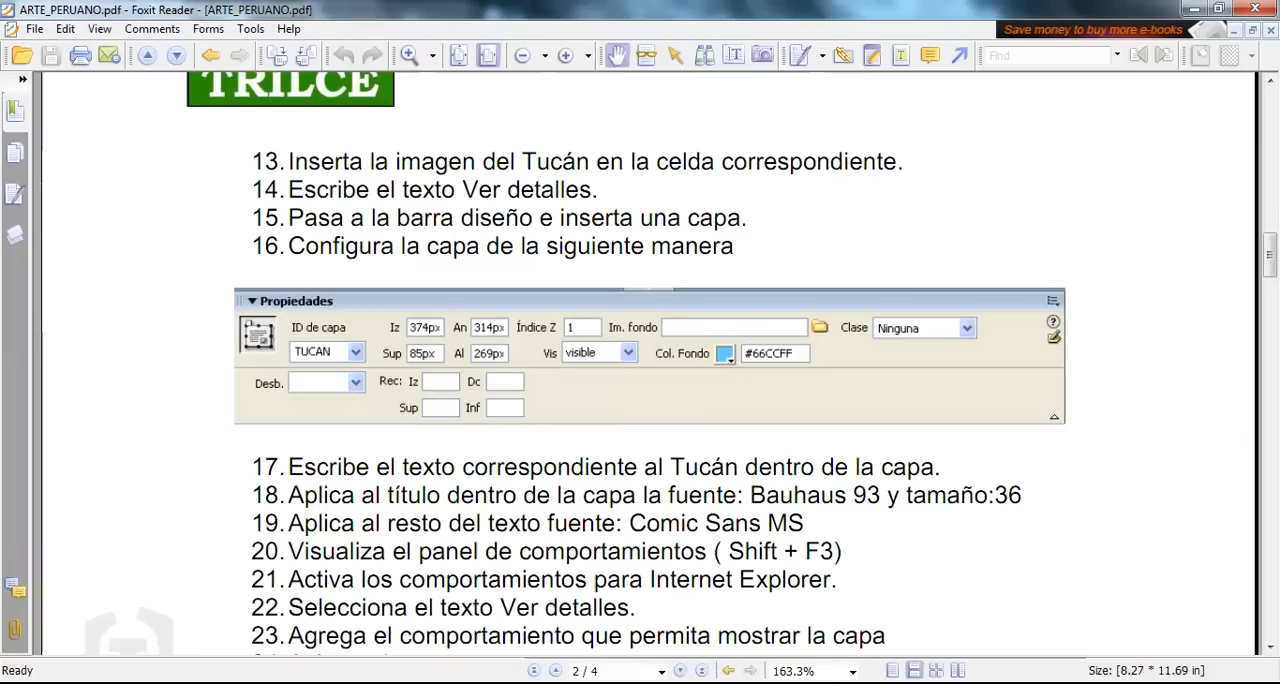 ARTE_PERUANO.pdf - Foxit Reader - [ARTE_PERUANO.pdf]
File Edit View Comments Forms Tools Help
Save money to buy more e-books
Find
TRILCE
13. Inserta la imagen del Tucán en la celda correspondiente.
14. Escribe el texto Ver detalles.
15. Pasa a la barra diseño e inserta una capa.
16. Configura la capa de la siguiente manera
Propiedades
ID de capa Iz 374px An 314px Índice Z 1 Im. fondo Clase Ninguna
TUCAN Sup 85px Al 269px Vis visible Col. Fondo #66CCFF
Desb. Rec: Iz Dc
Sup Inf
17. Escribe el texto correspondiente al Tucán dentro de la capa.
18. Aplica al título dentro de la capa la fuente: Bauhaus 93 y tamaño:36
19. Aplica al resto del texto fuente: Comic Sans MS
20. Visualiza el panel de comportamientos ( Shift + F3)
21. Activa los comportamientos para Internet Explorer.
22. Selecciona el texto Ver detalles.
23. Agrega el comportamiento que permita mostrar la capa
Ready 2 / 4 163.3% Size: [8.27 * 11.69 in]